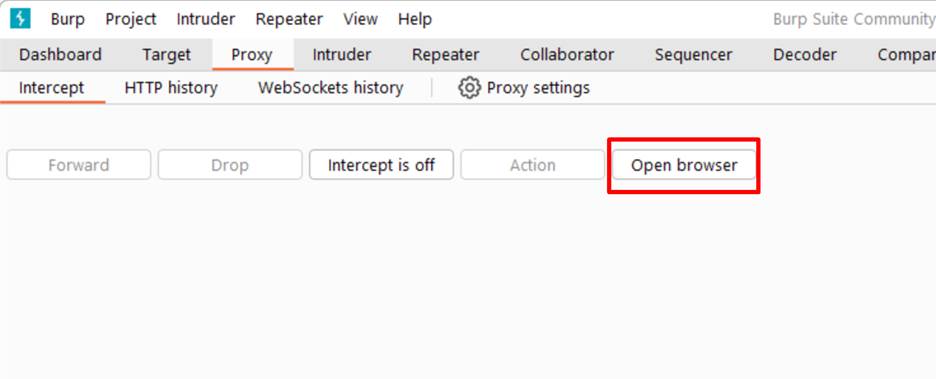 Burp Project Intruder Repeater View Help Burp Suite Community
Dashboard Target Proxy Intruder Repeater Collaborator Sequencer Decoder Compar
Intercept HTTP history WebSockets history Proxy settings
Forward Drop Intercept is off Action Open browser